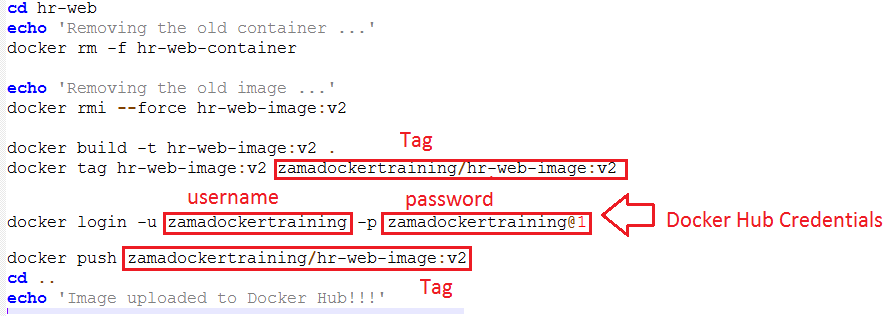 cd hr-web
echo 'Removing the old container ...'
docker rm -f hr-web-container
echo 'Removing the old image ...'
docker rmi --force hr-web-image:v2
docker build -t hr-web-image:v2 .
Tag
docker tag hr-web-image:v2 zamadockertraining/hr-web-image:v2
username password
docker login -u zamadockertraining -p zamadockertraining@1 Docker Hub Credentials
docker push zamadockertraining/hr-web-image:v2
cd ..
Tag
echo 'Image uploaded to Docker Hub!!!'